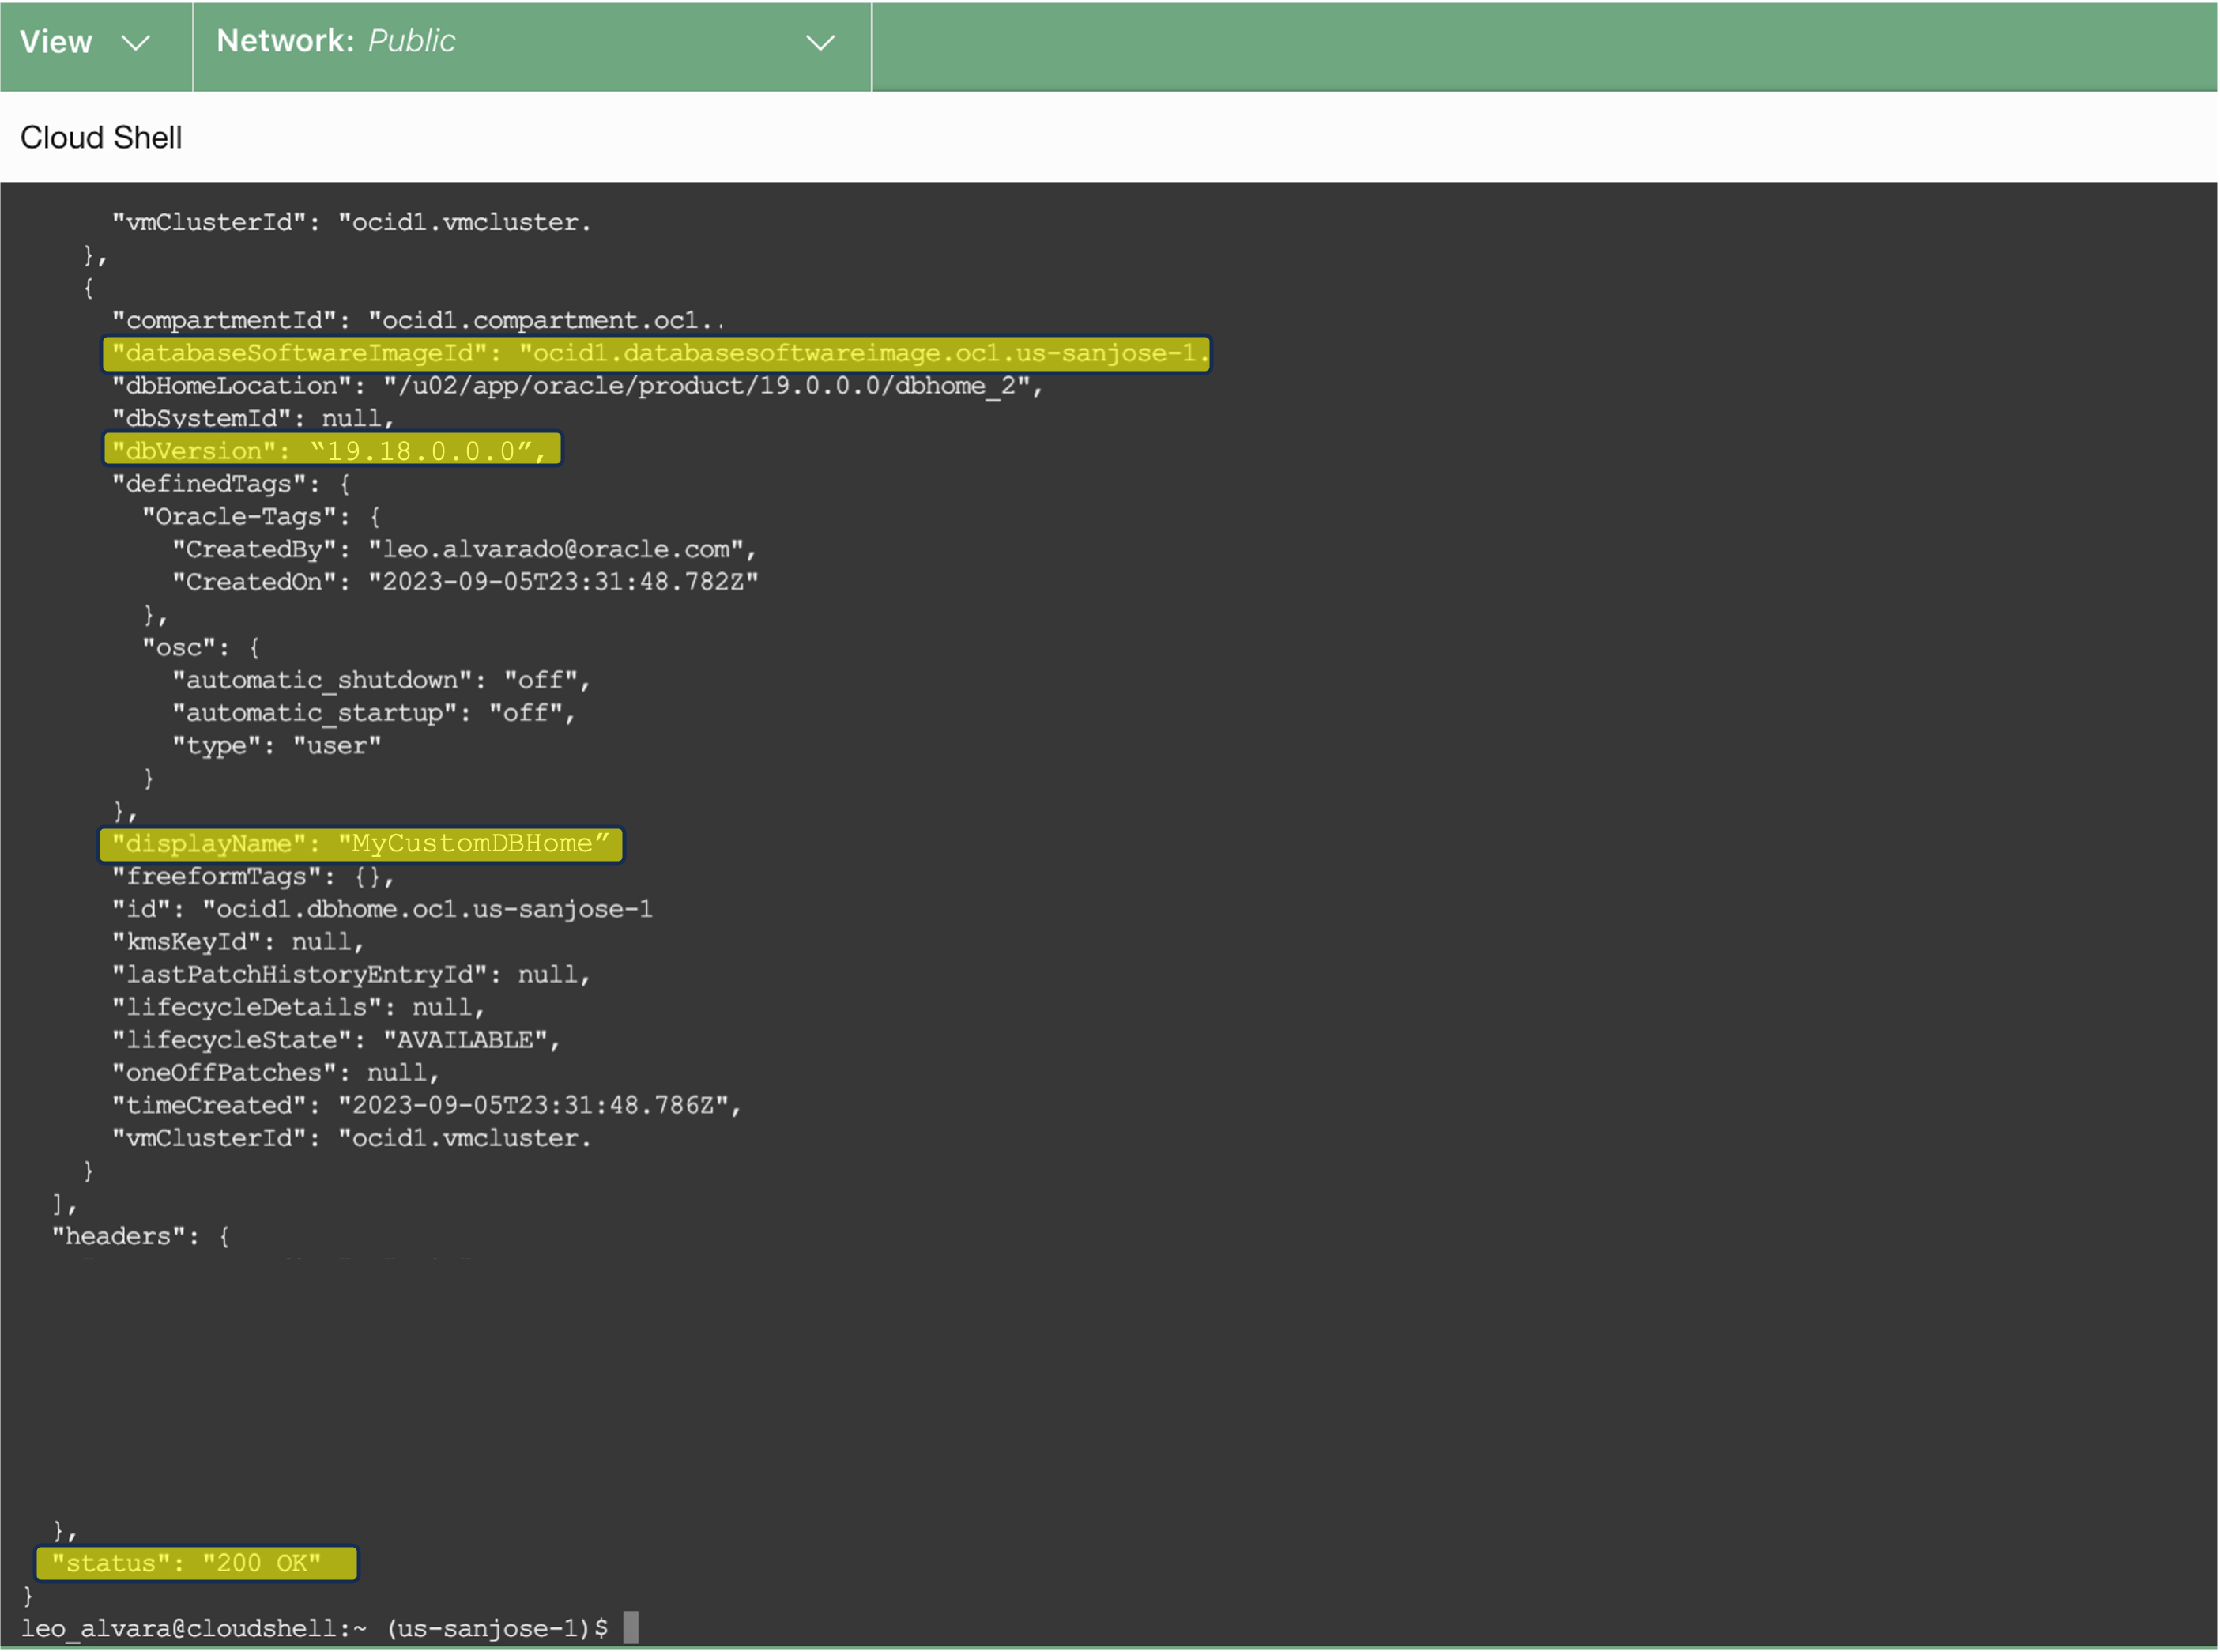 View
Network: Public
Cloud Shell
"vmClusterId": "ocid1.vmcluster.
},
{
"compartmentId": "ocid1.compartment.oc1..
"databaseSoftwareImageId": "ocid1.databasesoftwareimage.oc1.us-sanjose-1.
"dbHomeLocation": "/u02/app/oracle/product/19.0.0.0/dbhome_2",
"dbSystemId": null,
"dbVersion": “19.18.0.0.0”,
"definedTags": {
"Oracle-Tags": {
"CreatedBy": "leo.alvarado@oracle.com",
"CreatedOn": "2023-09-05T23:31:48.782Z"
},
"osc": {
"automatic_shutdown": "off",
"automatic_startup": "off",
"type": "user"
}
},
"displayName": "MyCustomDBHome”
"freeformTags": {},
"id": "ocid1.dbhome.oc1.us-sanjose-1
"kmsKeyId": null,
"lastPatchHistoryEntryId": null,
"lifecycleDetails": null,
"lifecycleState": "AVAILABLE",
"oneOffPatches": null,
"timeCreated": "2023-09-05T23:31:48.786Z",
"vmClusterId": "ocid1.vmcluster.
}
],
"headers": {
},
"status": "200 OK"
}
leo_alvara@cloudshell:~ (us-sanjose-1)$